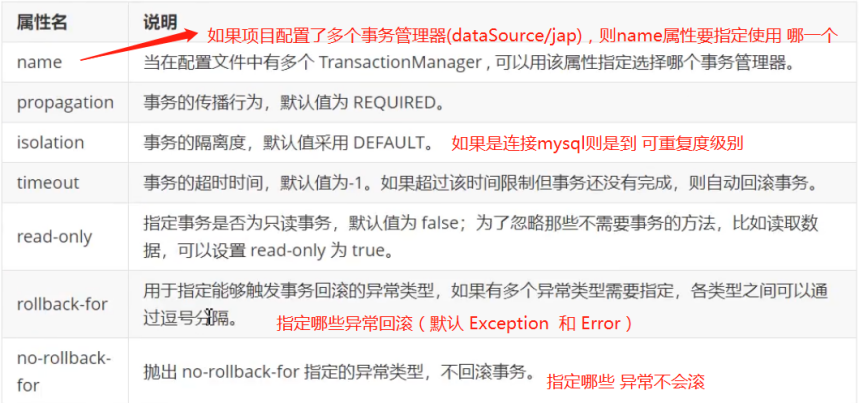 属性名 说明
如果项目配置了多个事务管理器(dataSource/jap)，则name属性要指定使用 哪一个
name 当在配置文件中有多个 TransactionManager , 可以用该属性指定选择哪个事务管理器。
propagation 事务的传播行为，默认值为 REQUIRED。
isolation 事务的隔离度，默认值采用 DEFAULT。 如果是连接mysql则是到 可重复度级别
timeout 事务的超时时间，默认值为-1。如果超过该时间限制但事务还没有完成，则自动回滚事务。
指定事务是否为只读事务，默认值为 false；为了忽略那些不需要事务的方法，比如读取数
read-only
据，可以设置 read-only 为 true。
用于指定能够触发事务回滚的异常类型，如果有多个异常类型需要指定，各类型之间可以通
rollback-for
过逗号分隔。 指定哪些异常回滚（默认 Exception 和 Error）
no-rollback-
抛出 no-rollback-for 指定的异常类型，不回滚事务。 指定哪些 异常不会滚
for